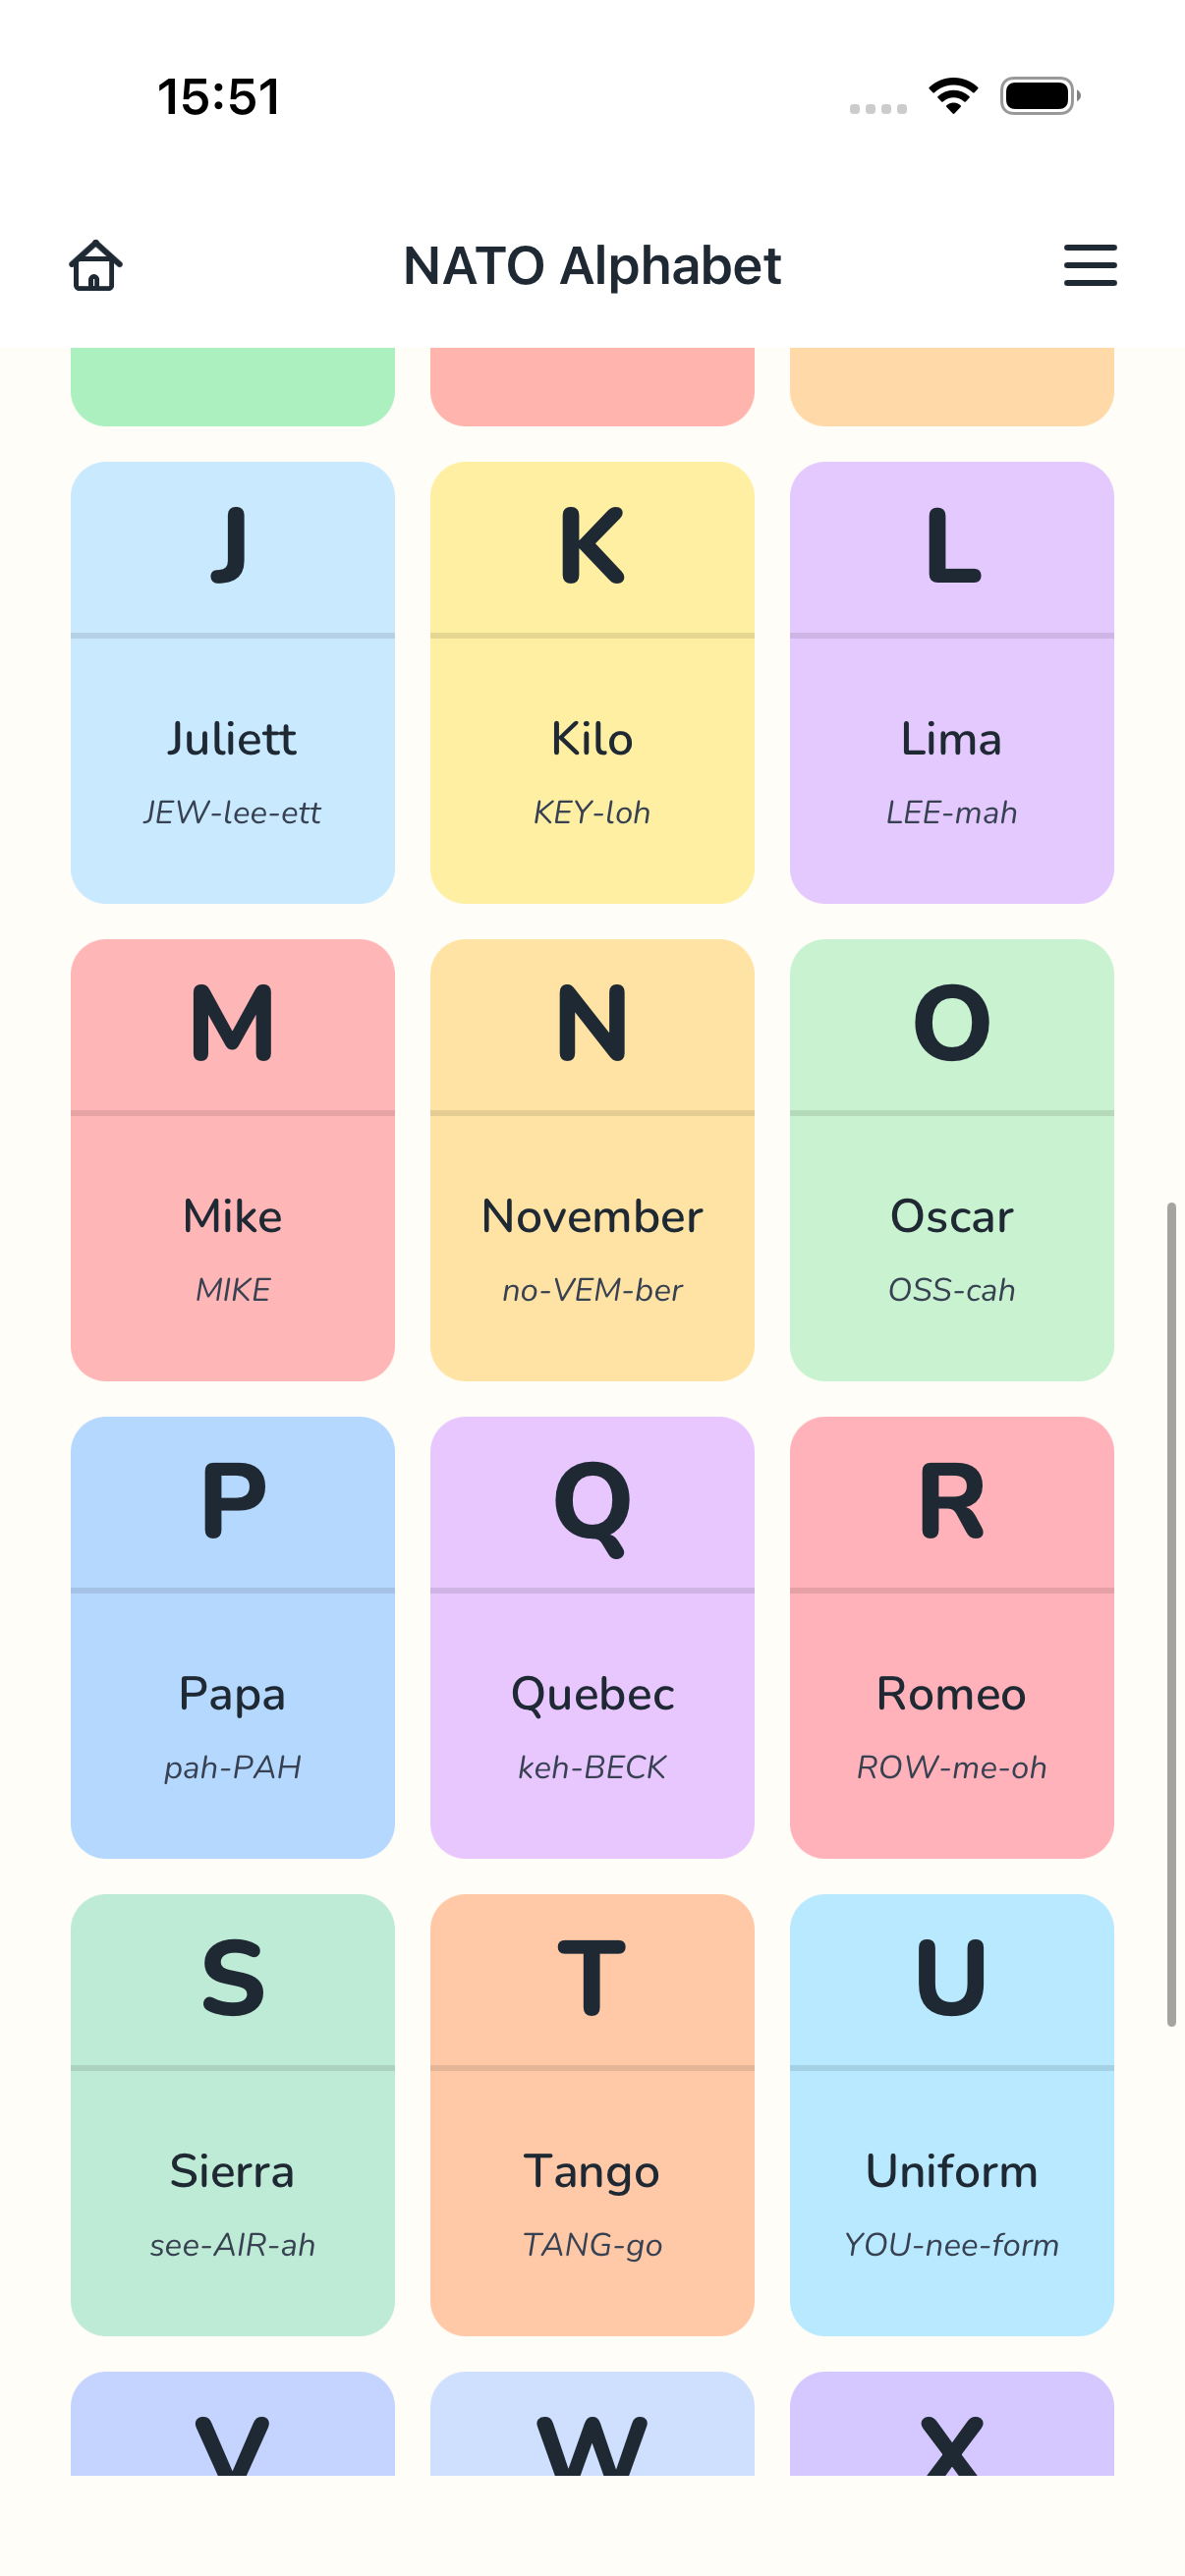 15:51
NATO Alphabet
J K L
Juliett Kilo Lima
JEW-lee-ett KEY-loh LEE-mah
M N O
Mike November Oscar
MIKE no-VEM-ber OSS-cah
P Q R
Papa Quebec Romeo
pah-PAH keh-BECK ROW-me-oh
S T U
Sierra Tango Uniform
see-AIR-ah TANG-go YOU-nee-form
V W X